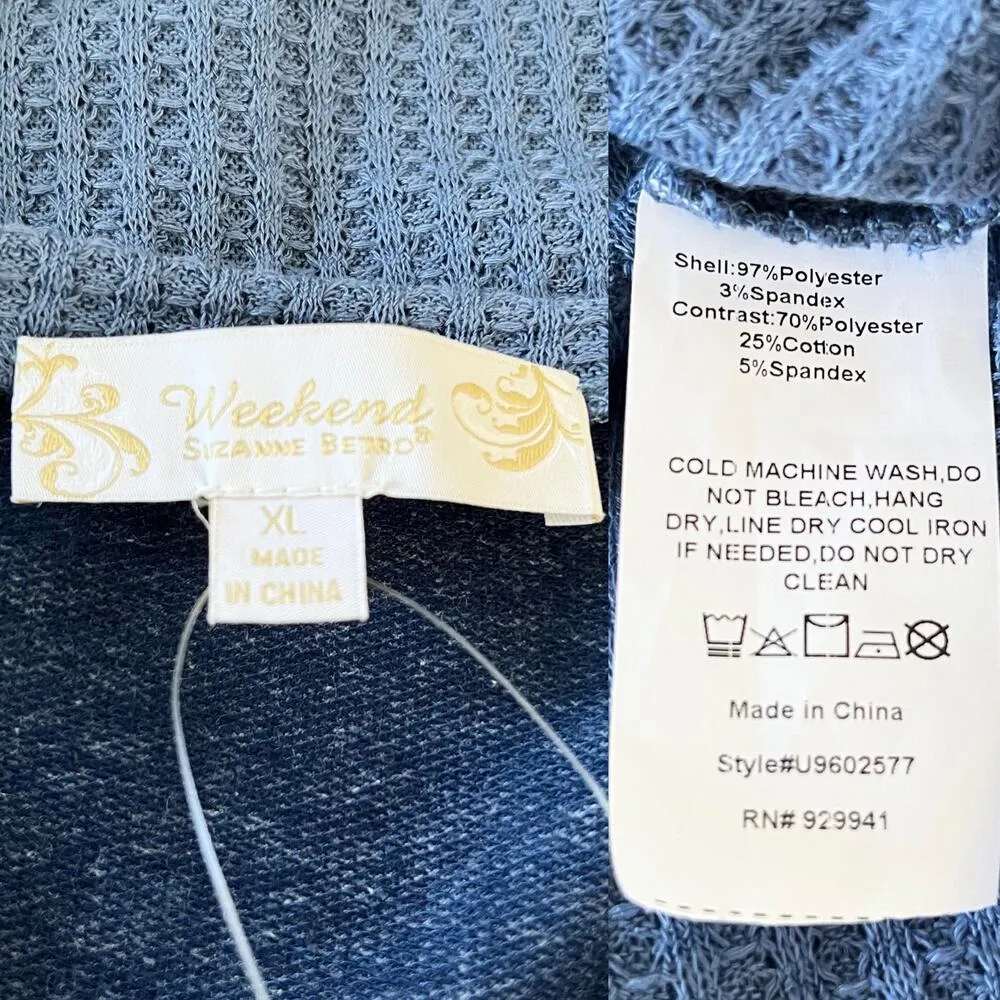 Weekend
SUZANNE BETRO®
XL
MADE
IN CHINA
Shell:97%Polyester
3%Spandex
Contrast:70%Polyester
25%Cotton
5%Spandex
COLD MACHINE WASH,DO
NOT BLEACH,HANG
DRY,LINE DRY COOL IRON
IF NEEDED,DO NOT DRY
CLEAN
Made in China
Style#U9602577
RN# 929941